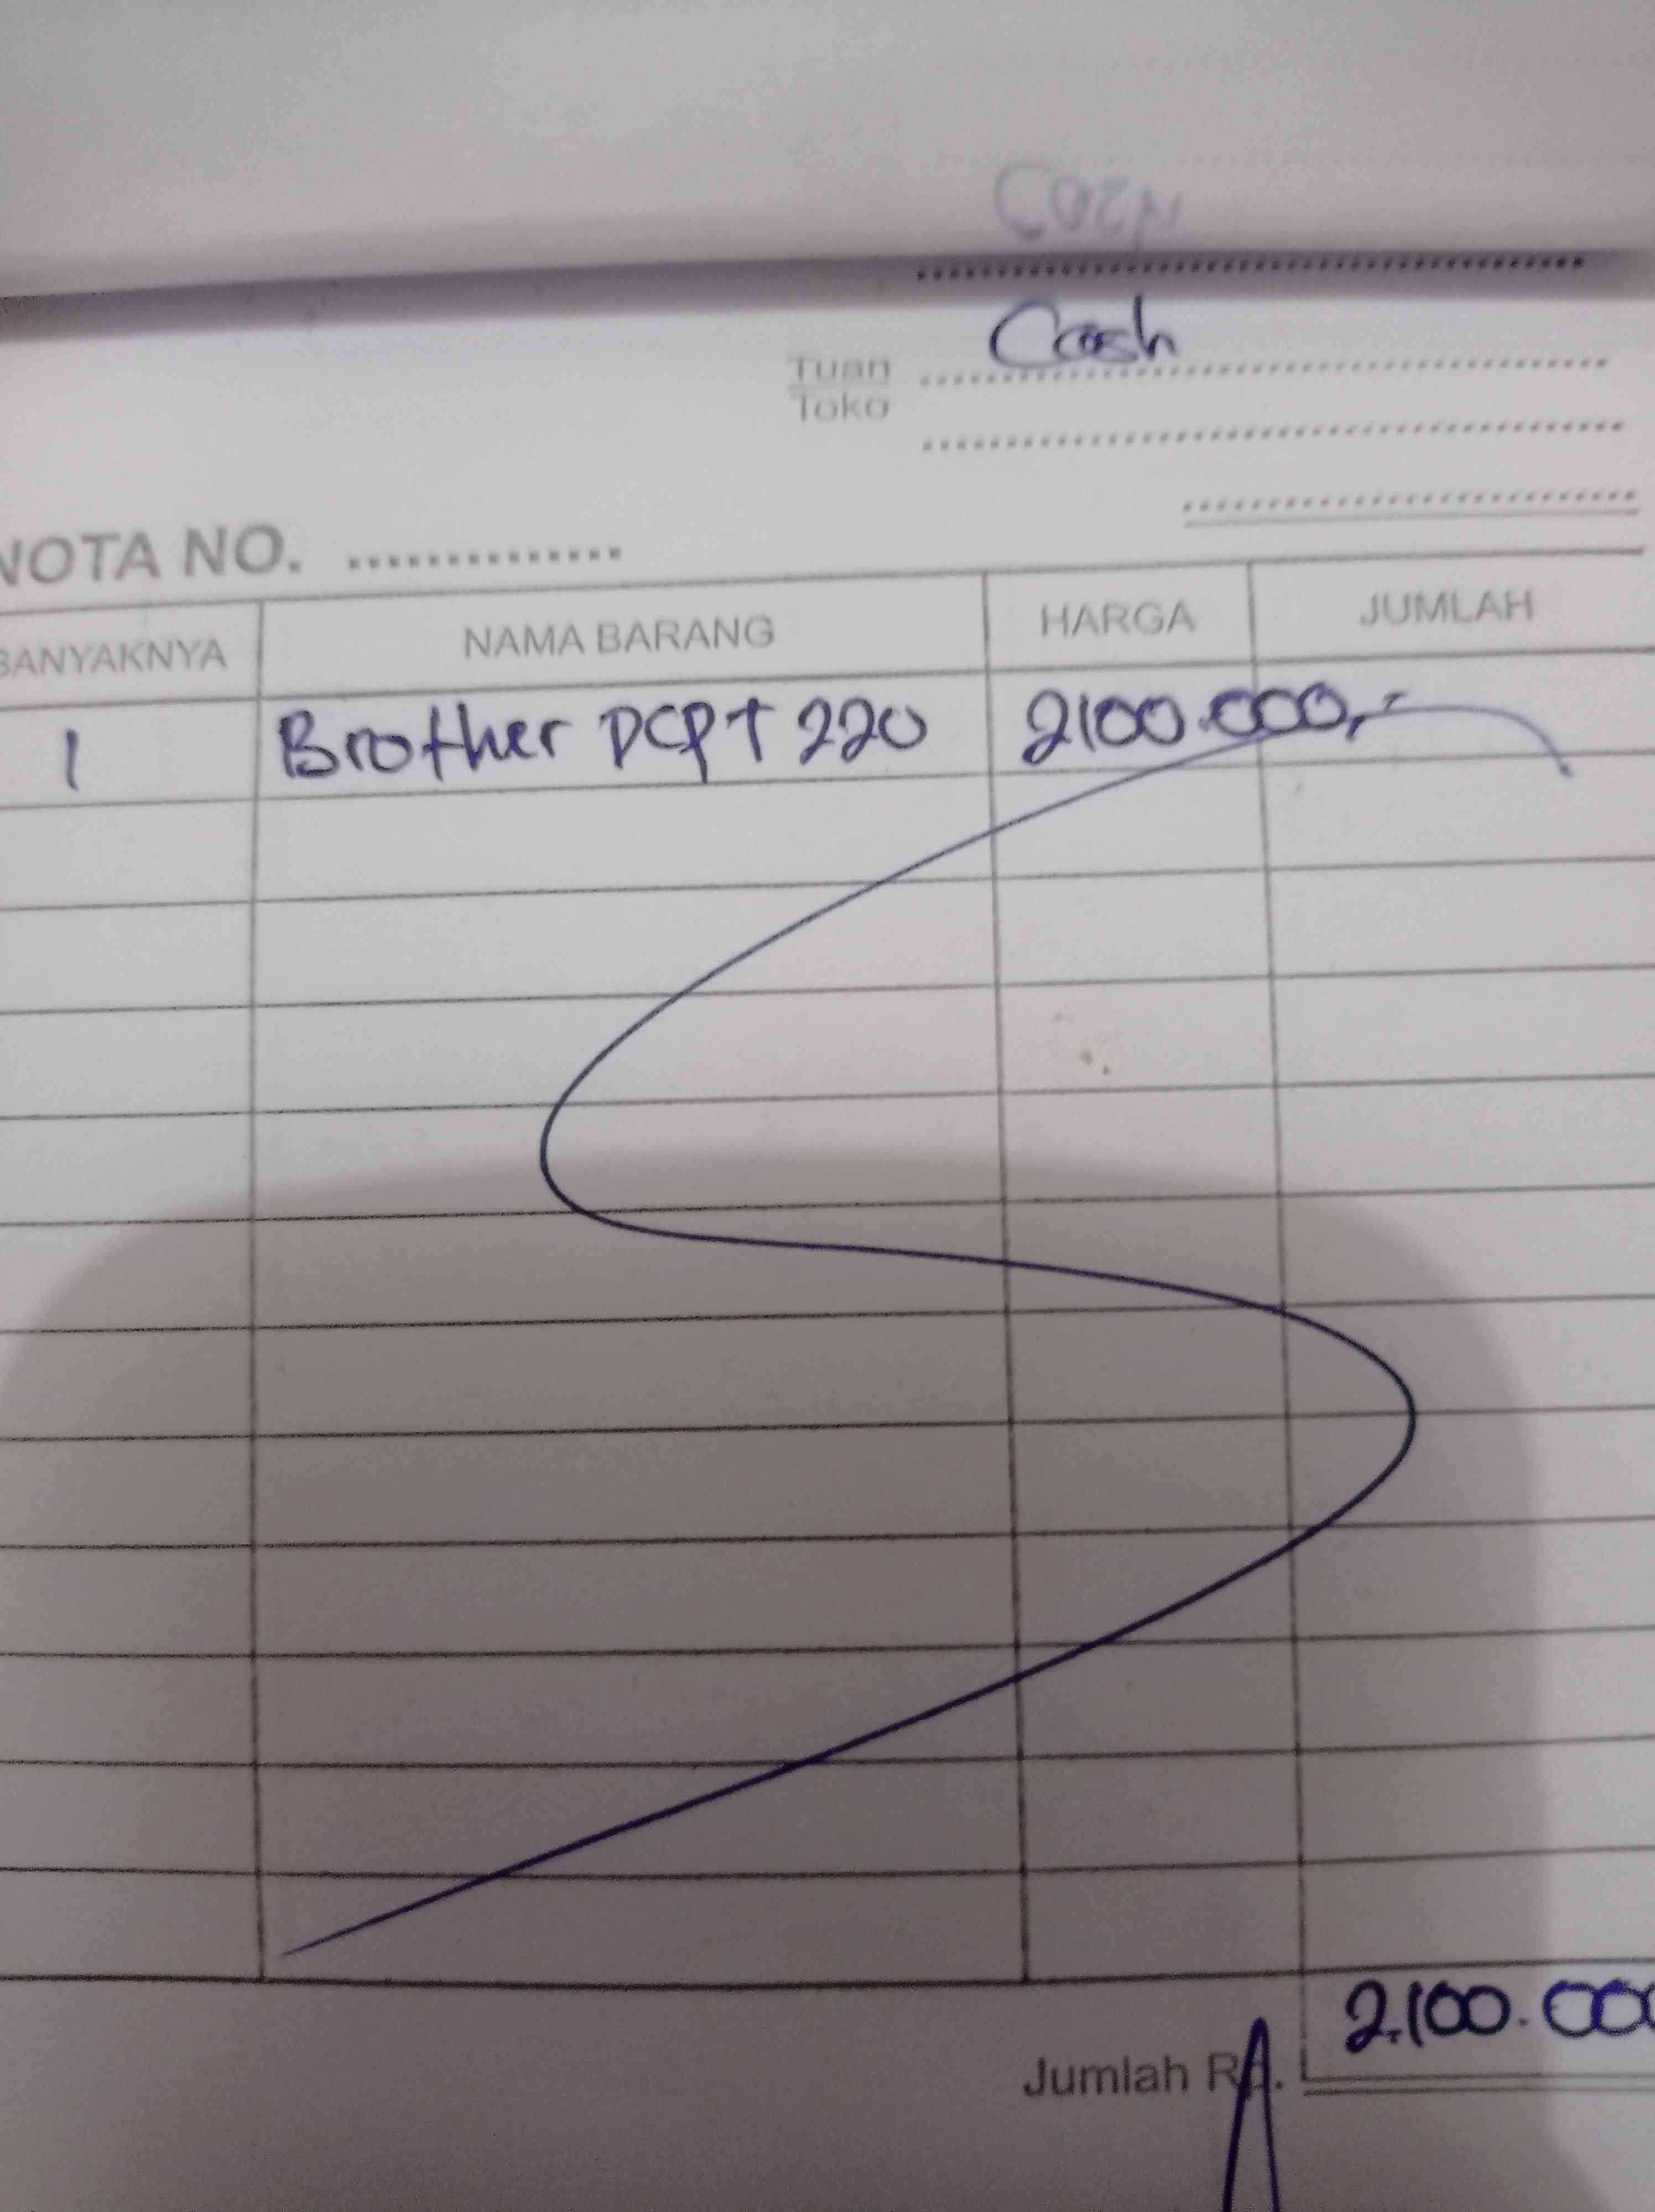 Cash
Tuan
Toko
NOTA NO.
BANYAKNYA NAMA BARANG HARGA JUMLAH
1 Brother DCP T 220 2100.000,-
Jumlah Rp. 2.100.000